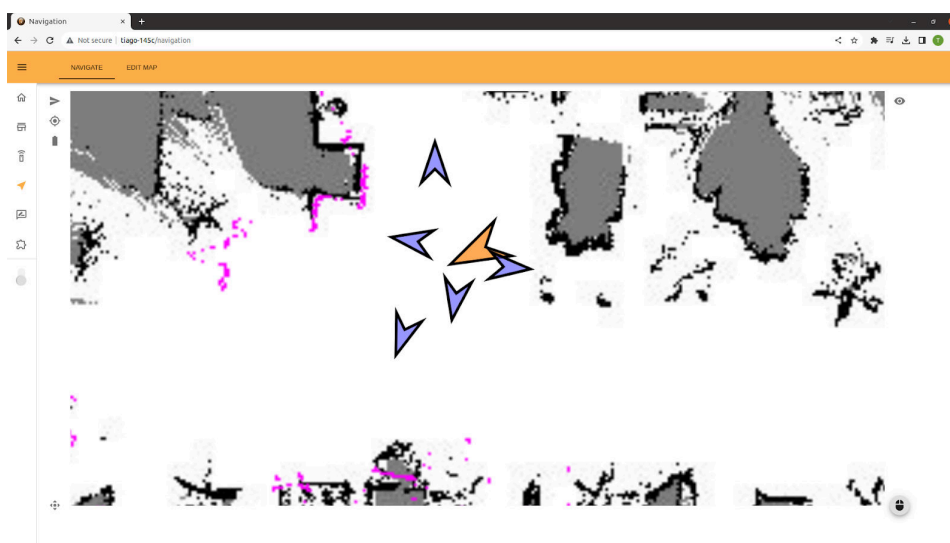 Navigation
Not secure tiago-145c/navigation
T
NAVIGATE EDIT MAP